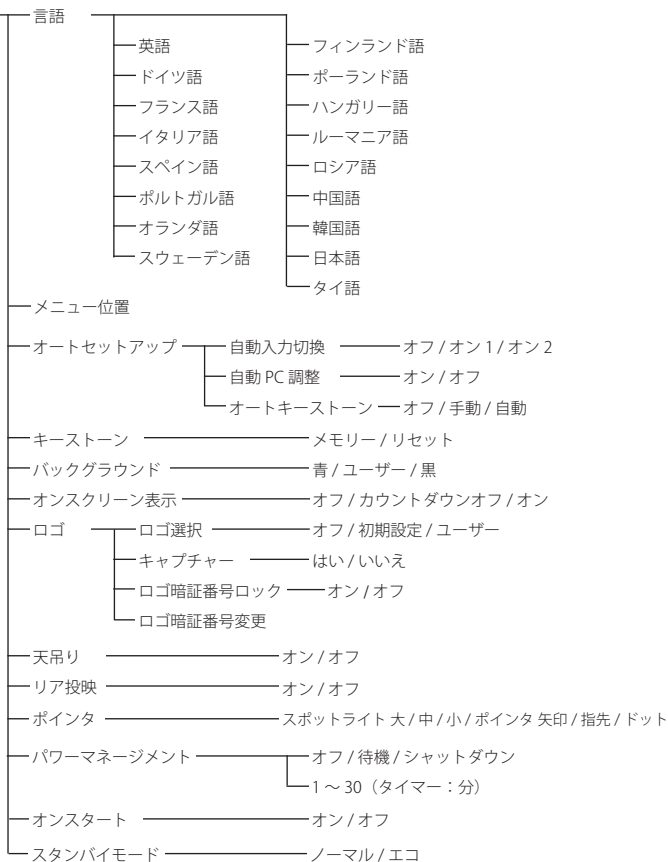 言語
英語
ドイツ語
フランス語
イタリア語
スペイン語
ポルトガル語
オランダ語
スウェーデン語
フィンランド語
ポーランド語
ハンガリー語
ルーマニア語
ロシア語
中国語
韓国語
日本語
タイ語
メニュー位置
オートセットアップ 自動入力切換 オフ / オン 1 / オン 2
自動 PC 調整 オン / オフ
オートキーストーン オフ / 手動 / 自動
キーストーン メモリー / リセット
バックグラウンド 青 / ユーザー / 黒
オンスクリーン表示 オフ / カウントダウンオフ / オン
ロゴ ロゴ選択 オフ / 初期設定 / ユーザー
キャプチャー はい / いいえ
ロゴ暗証番号ロック オン / オフ
ロゴ暗証番号変更
天吊り オン / オフ
リア投映 オン / オフ
ポインタ スポットライト 大 / 中 / 小 / ポインタ 矢印 / 指先 / ドット
パワーマネージメント オフ / 待機 / シャットダウン
1 ～ 30（タイマー：分）
オンスタート オン / オフ
スタンバイモード ノーマル / エコ